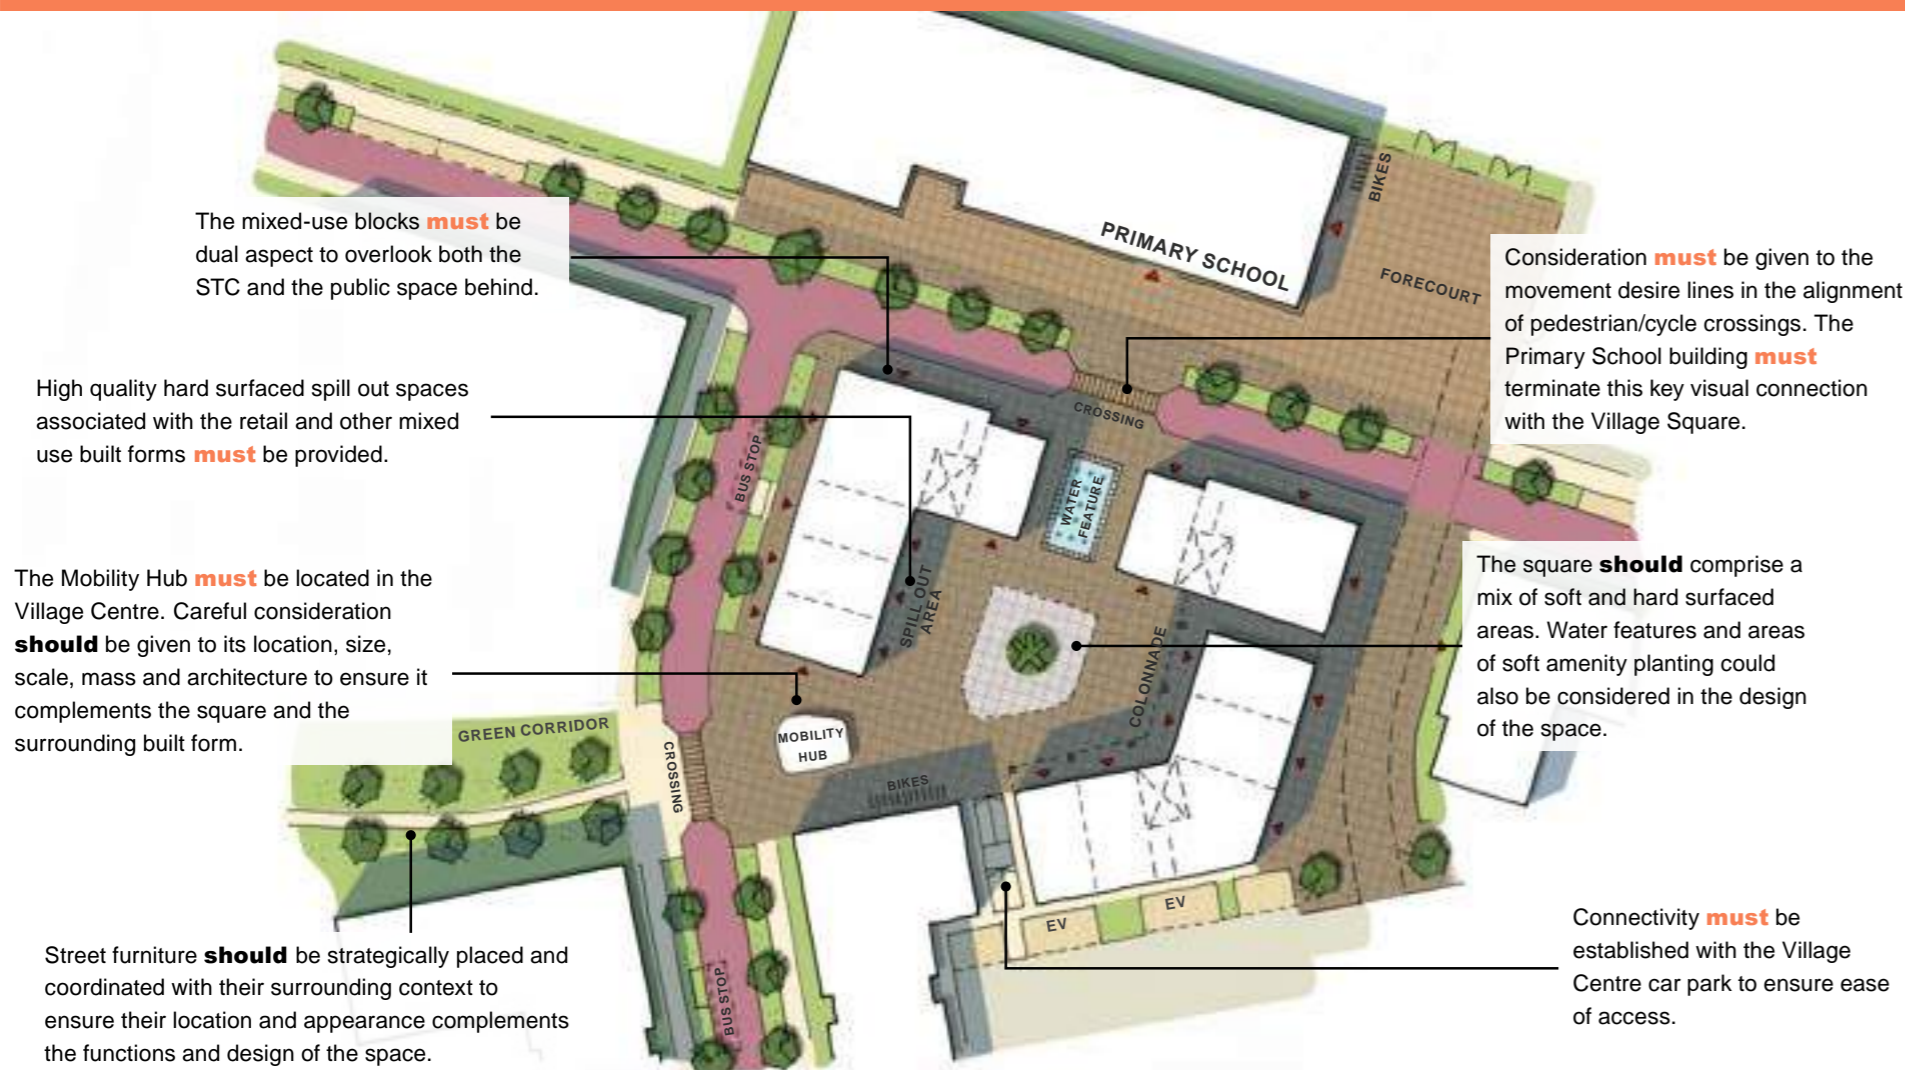 The mixed-use blocks must be
dual aspect to overlook both the
STC and the public space behind.
High quality hard surfaced spill out spaces
associated with the retail and other mixed
use built forms must be provided.
The Mobility Hub must be located in the
Village Centre. Careful consideration
should be given to its location, size,
scale, mass and architecture to ensure it
complements the square and the
surrounding built form.
Street furniture should be strategically placed and
coordinated with their surrounding context to
ensure their location and appearance complements
the functions and design of the space.
PRIMARY SCHOOL
BIKES
FORECOURT
CROSSING
WATER
FEATURE
BUS STOP
SPILL OUT
AREA
COLONNADE
MOBILITY
HUB
BIKES
GREEN CORRIDOR
CROSSING
EV
EV
BUS STOP
Consideration must be given to the
movement desire lines in the alignment
of pedestrian/cycle crossings. The
Primary School building must
terminate this key visual connection
with the Village Square.
The square should comprise a
mix of soft and hard surfaced
areas. Water features and areas
of soft amenity planting could
also be considered in the design
of the space.
Connectivity must be
established with the Village
Centre car park to ensure ease
of access.